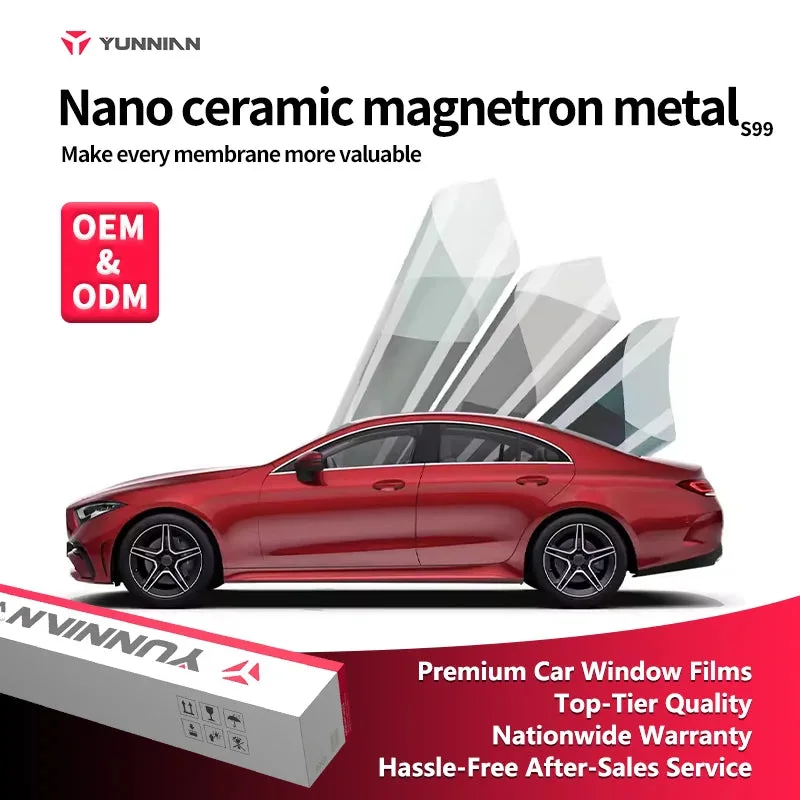 YUNNIAN
Nano ceramic magnetron metal S99
Make every membrane more valuable
OEM
&
ODM
YUNNIAN
Premium Car Window Films
Top-Tier Quality
Nationwide Warranty
Hassle-Free After-Sales Service